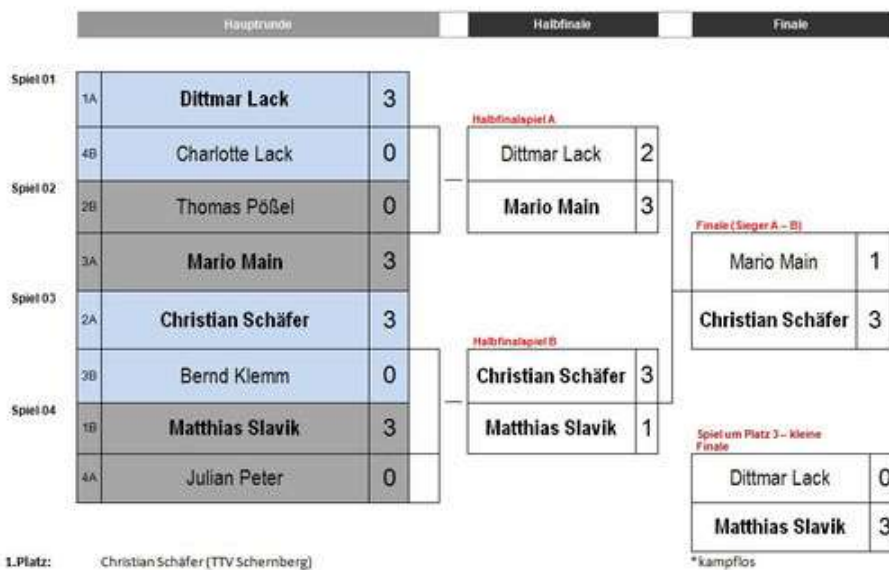 Hauptrunde Halbfinale Finale
Spiel 01
1A Dittmar Lack 3
Halbfinalspiel A
4B Charlotte Lack 0 Dittmar Lack 2
Spiel 02
2B Thomas Pößel 0 Mario Main 3
Finale (Sieger A – B)
3A Mario Main 3 Mario Main 1
Spiel 03
2A Christian Schäfer 3 Christian Schäfer 3
Halbfinalspiel B
3B Bernd Klemm 0 Christian Schäfer 3
Spiel 04
1B Matthias Slavik 3 Matthias Slavik 1
Spiel um Platz 3 – kleine
Finale
4A Julian Peter 0 Dittmar Lack 0
Matthias Slavik 3
1.Platz: Christian Schäfer (TTV Schernberg) *kampflos